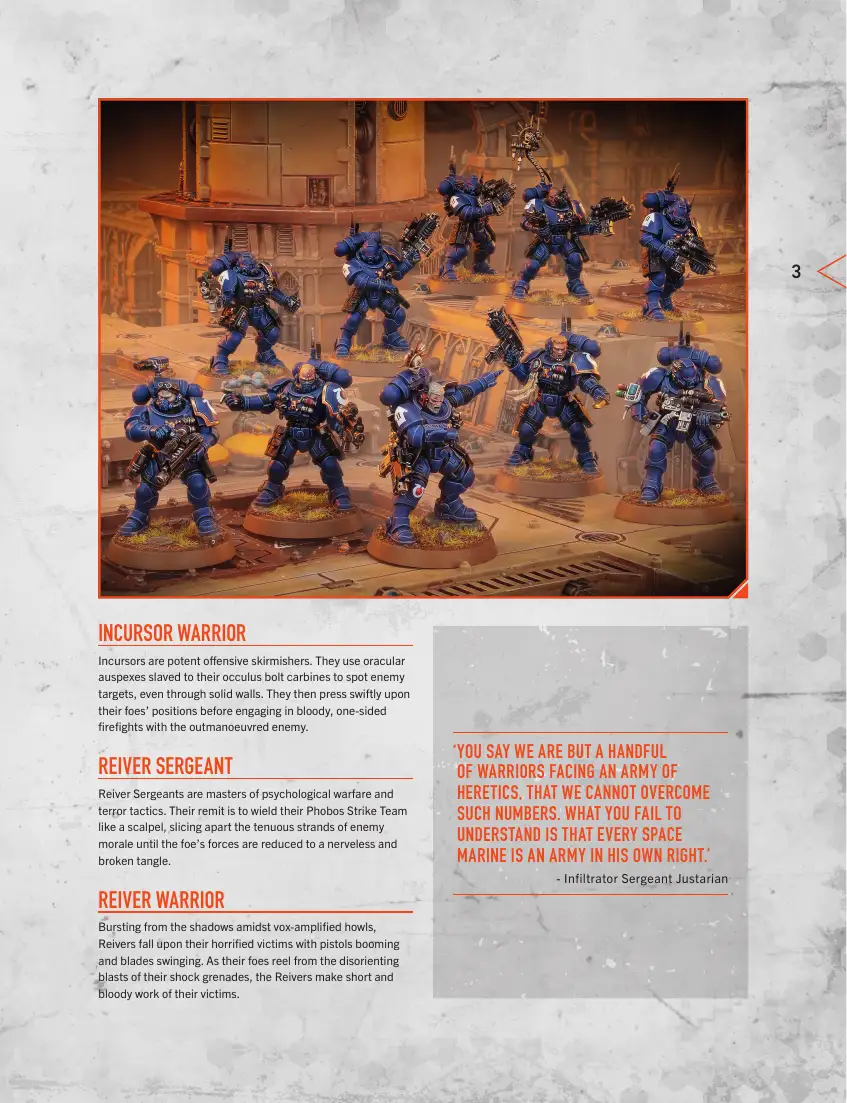 3
INCURSOR WARRIOR
Incursors are potent offensive skirmishers. They use oracular
auspexes slaved to their occulus bolt carbines to spot enemy
targets, even through solid walls. They then press swiftly upon
their foes’ positions before engaging in bloody, one-sided
firefights with the outmanoeuvred enemy.
REIVER SERGEANT
Reiver Sergeants are masters of psychological warfare and
terror tactics. Their remit is to wield their Phobos Strike Team
like a scalpel, slicing apart the tenuous strands of enemy
morale until the foe’s forces are reduced to a nerveless and
broken tangle.
REIVER WARRIOR
Bursting from the shadows amidst vox-amplified howls,
Reivers fall upon their horrified victims with pistols booming
and blades swinging. As their foes reel from the disorienting
blasts of their shock grenades, the Reivers make short and
bloody work of their victims.
‘YOU SAY WE ARE BUT A HANDFUL
OF WARRIORS FACING AN ARMY OF
HERETICS, THAT WE CANNOT OVERCOME
SUCH NUMBERS. WHAT YOU FAIL TO
UNDERSTAND IS THAT EVERY SPACE
MARINE IS AN ARMY IN HIS OWN RIGHT.’
- Infiltrator Sergeant Justarian